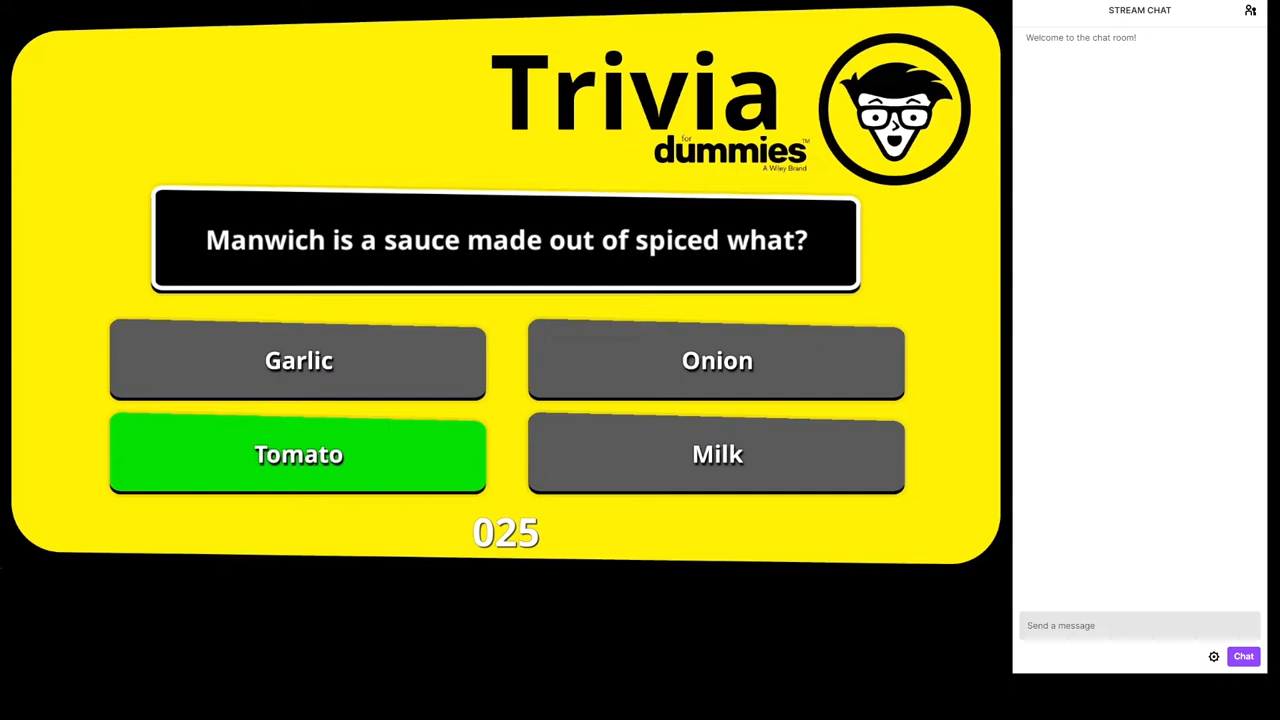 Trivia
for
dummies™
A Wiley Brand
Manwich is a sauce made out of spiced what?
Garlic
Onion
Tomato
Milk
025
STREAM CHAT
Welcome to the chat room!
Send a message
Chat